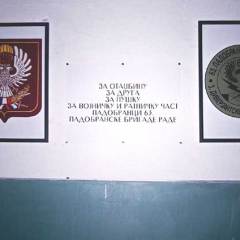 ЗА ОТАЏБИНУ
ЗА ДРУГА
ЗА ПУШКУ
ЗА ВОЈНИЧКУ И РАТНИЧКУ ЧАСТ
ПАДОБРАНЦИ 63.
ПАДОБРАНСКЕ БРИГАДЕ РАДЕ